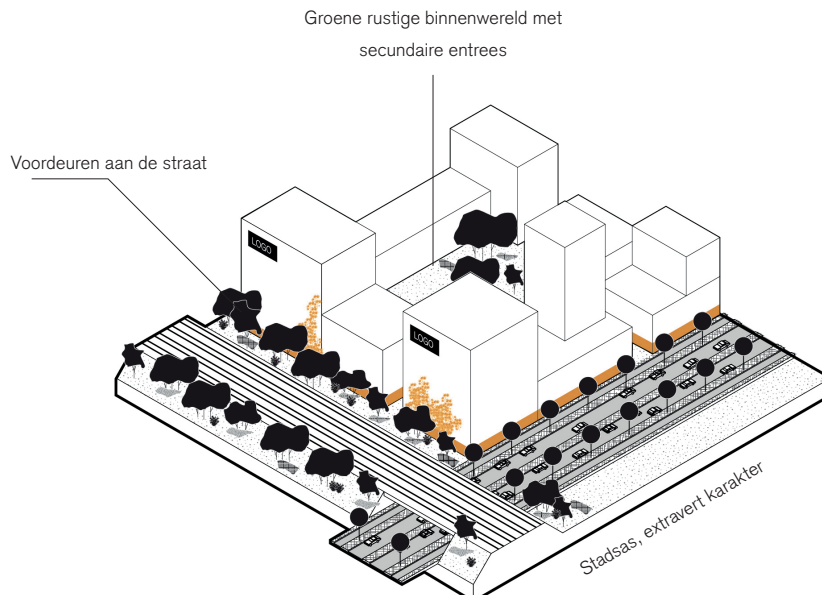 Groene rustige binnenwereld met
secundaire entrees
Voordeuren aan de straat
LOGO
LOGO
Stadsas, extravert karakter